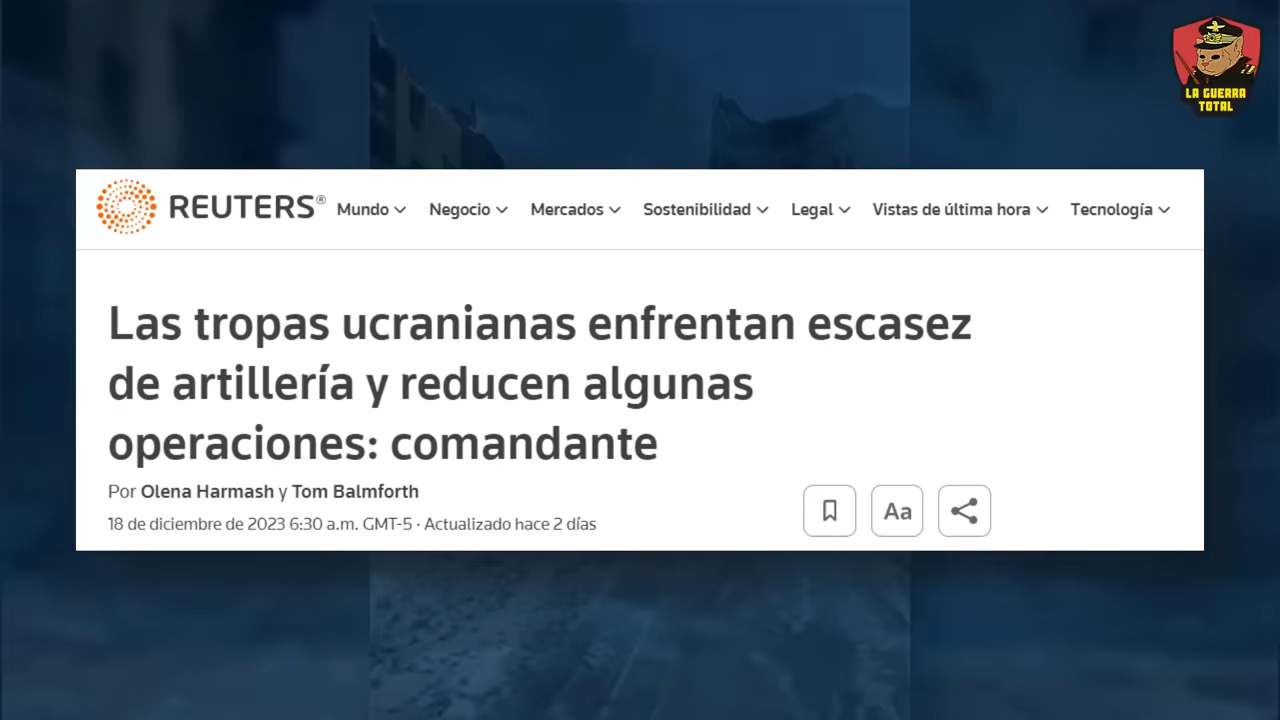 LA GUERRA
TOTAL
REUTERS®
Mundo Negocio Mercados Sostenibilidad Legal Vistas de última hora Tecnología
Las tropas ucranianas enfrentan escasez
de artillería y reducen algunas
operaciones: comandante
Por Olena Harmash y Tom Balmforth
18 de diciembre de 2023 6:30 a.m. GMT-5 · Actualizado hace 2 días
Aa